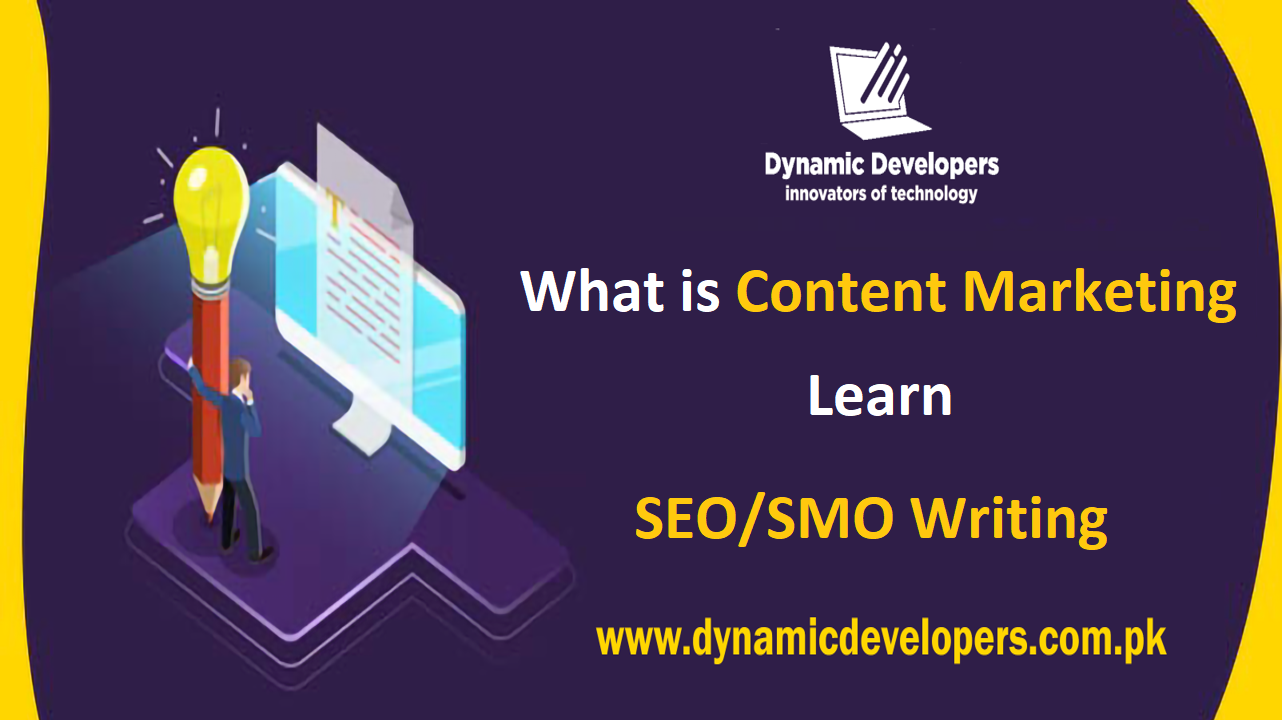 Dynamic Developers
innovators of technology
What is Content Marketing
Learn
SEO/SMO Writing
www.dynamicdevelopers.com.pk
T